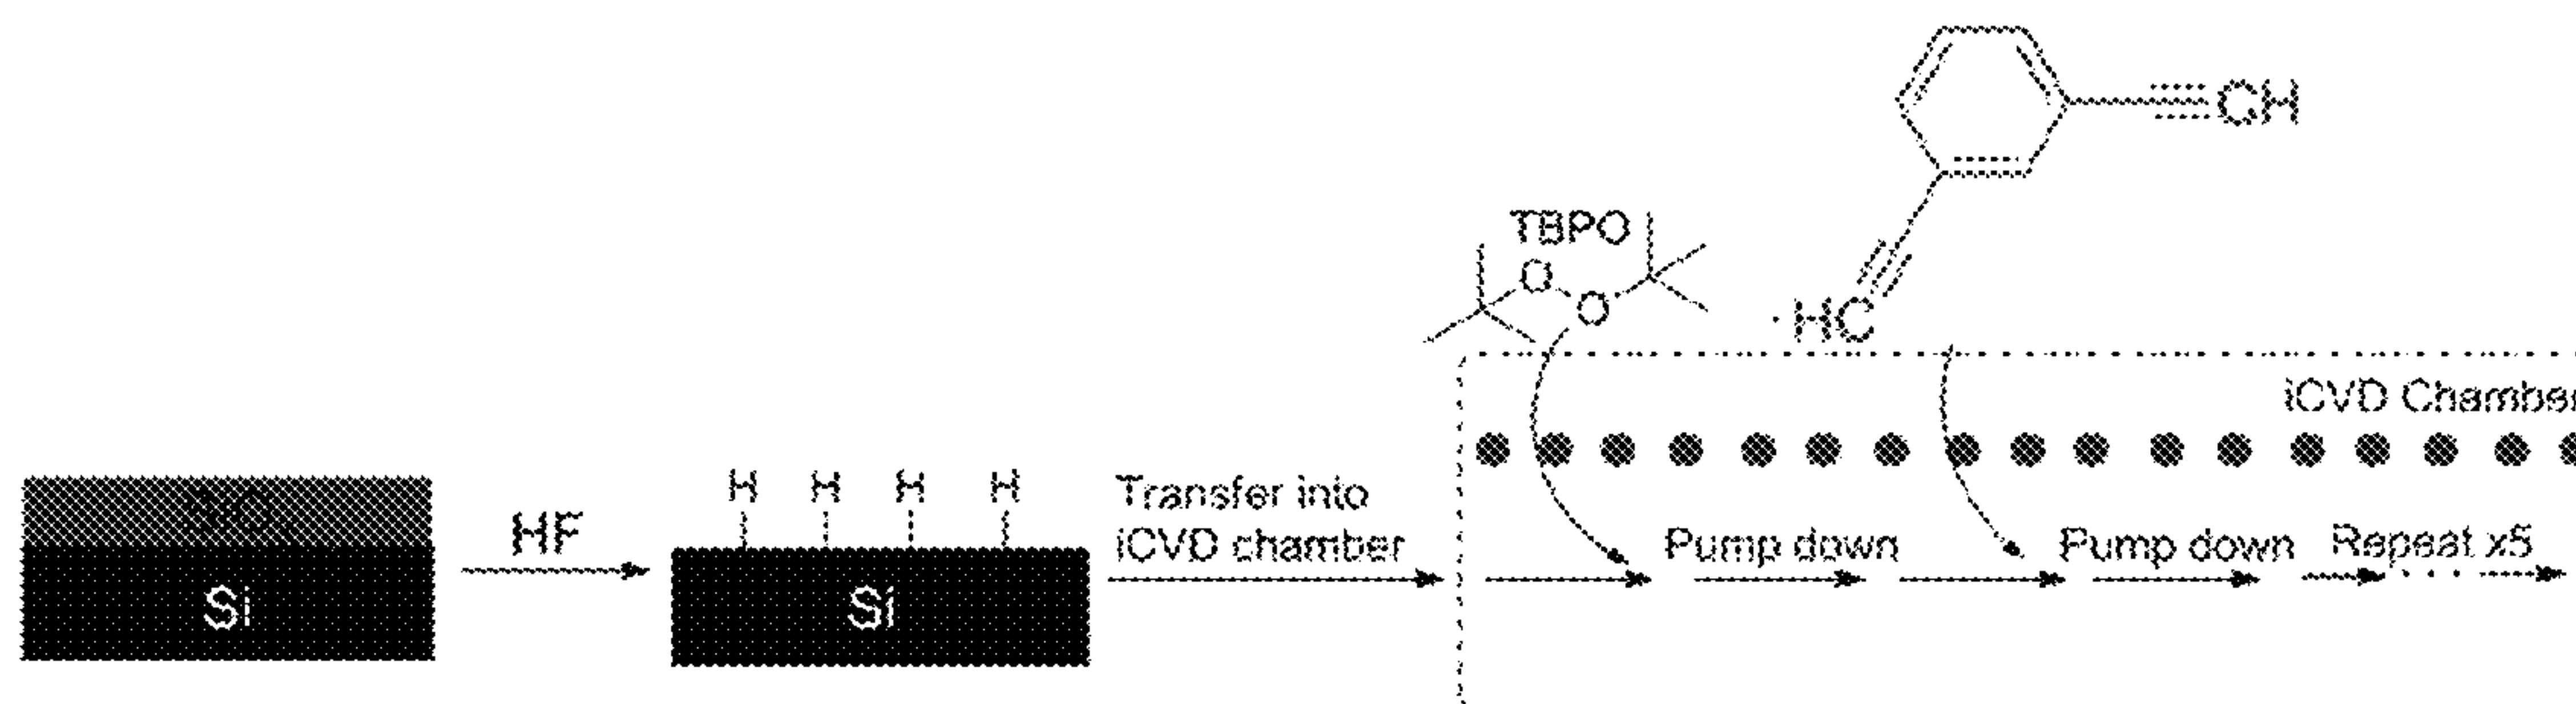 CH
TBPO
O
O
HC
iCVD Chamber
H H H H
HF
Transfer into
iCVD chamber
Pump down
Pump down
Repeat x5
Si
Si